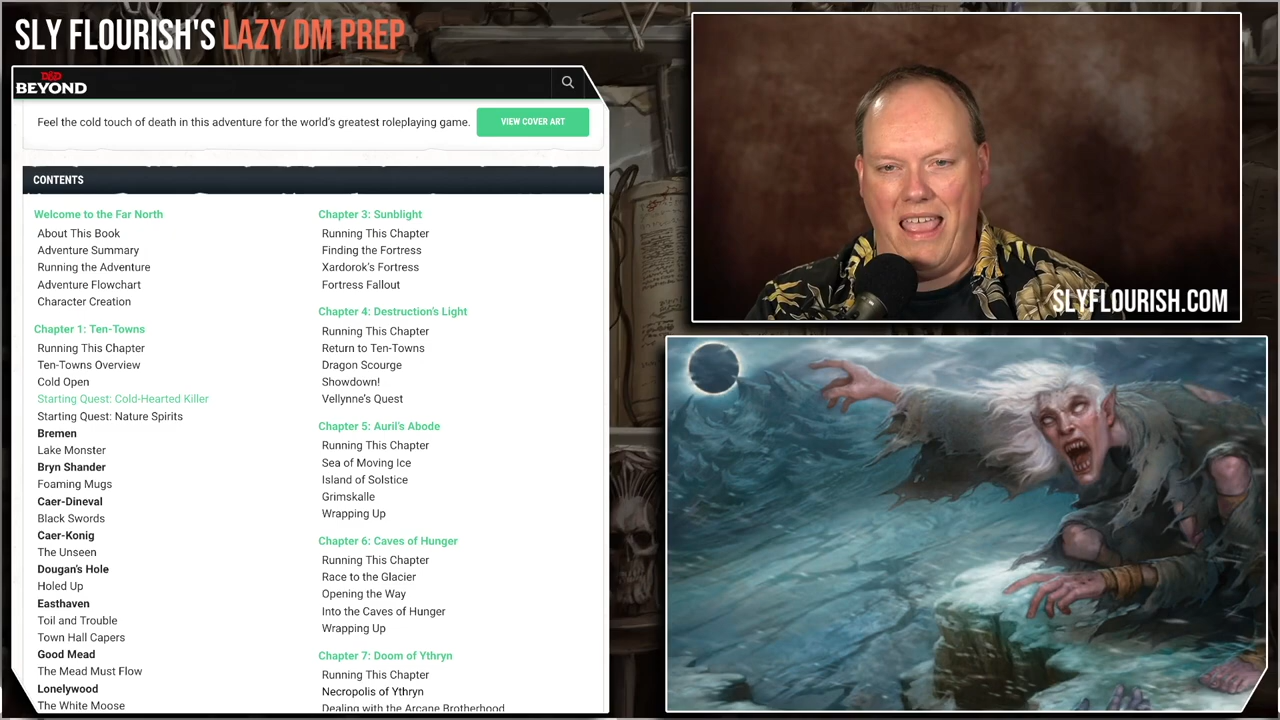 SLY FLOURISH'S LAZY DM PREP
D&D
BEYOND
Feel the cold touch of death in this adventure for the world's greatest roleplaying game.
VIEW COVER ART
CONTENTS
Welcome to the Far North
About This Book
Adventure Summary
Running the Adventure
Adventure Flowchart
Character Creation
Chapter 1: Ten-Towns
Running This Chapter
Ten-Towns Overview
Cold Open
Starting Quest: Cold-Hearted Killer
Starting Quest: Nature Spirits
Bremen
Lake Monster
Bryn Shander
Foaming Mugs
Caer-Dineval
Black Swords
Caer-Konig
The Unseen
Dougan's Hole
Holed Up
Easthaven
Toil and Trouble
Town Hall Capers
Good Mead
The Mead Must Flow
Lonelywood
The White Moose
Chapter 3: Sunblight
Running This Chapter
Finding the Fortress
Xardorok's Fortress
Fortress Fallout
Chapter 4: Destruction's Light
Running This Chapter
Return to Ten-Towns
Dragon Scourge
Showdown!
Vellynne's Quest
Chapter 5: Auril's Abode
Running This Chapter
Sea of Moving Ice
Island of Solstice
Grimskalle
Wrapping Up
Chapter 6: Caves of Hunger
Running This Chapter
Race to the Glacier
Opening the Way
Into the Caves of Hunger
Wrapping Up
Chapter 7: Doom of Ythryn
Running This Chapter
Necropolis of Ythryn
Dealing with the Arcane Brotherhood
SLYFLOURISH.COM